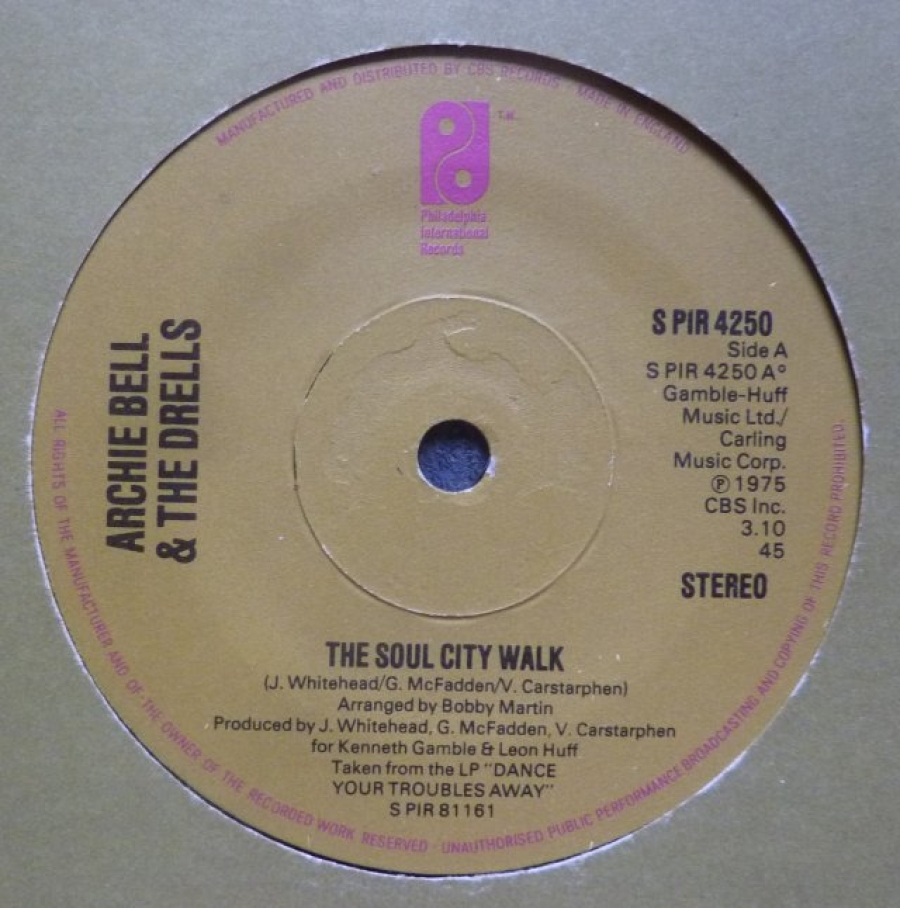 MANUFACTURED AND DISTRIBUTED BY CBS RECORDS · MADE IN ENGLAND
T.M.
Philadelphia
International
Records
ARCHIE BELL
& THE DRELLS
S PIR 4250
Side A
S PIR 4250 A°
Gamble-Huff
Music Ltd./
Carling
Music Corp.
℗ 1975
CBS Inc.
3.10
45
STEREO
THE SOUL CITY WALK
(J. Whitehead/G. McFadden/V. Carstarphen)
Arranged by Bobby Martin
Produced by J. Whitehead, G. McFadden, V. Carstarphen
for Kenneth Gamble & Leon Huff
Taken from the LP "DANCE
YOUR TROUBLES AWAY"
S PIR 81161
ALL RIGHTS OF THE MANUFACTURER AND OF · THE OWNER OF THE RECORDED WORK RESERVED · UNAUTHORISED PUBLIC PERFORMANCE BROADCASTING AND COPYING OF THIS RECORD PROHIBITED.